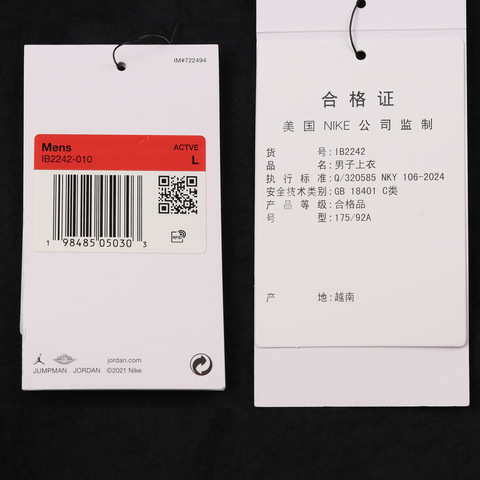 IM#722494
Mens
ACTVE
IB2242-010
L
1 98485 05030 3
RFID
jordan.com
JUMPMAN JORDAN
©2021 Nike
合格证
美国 NIKE 公司监制
货号:IB2242
品名:男子上衣
执行标准:Q/320585 NKY 106-2024
安全技术类别:GB 18401 C类
产品等级:合格品
号型:175/92A
产地:越南